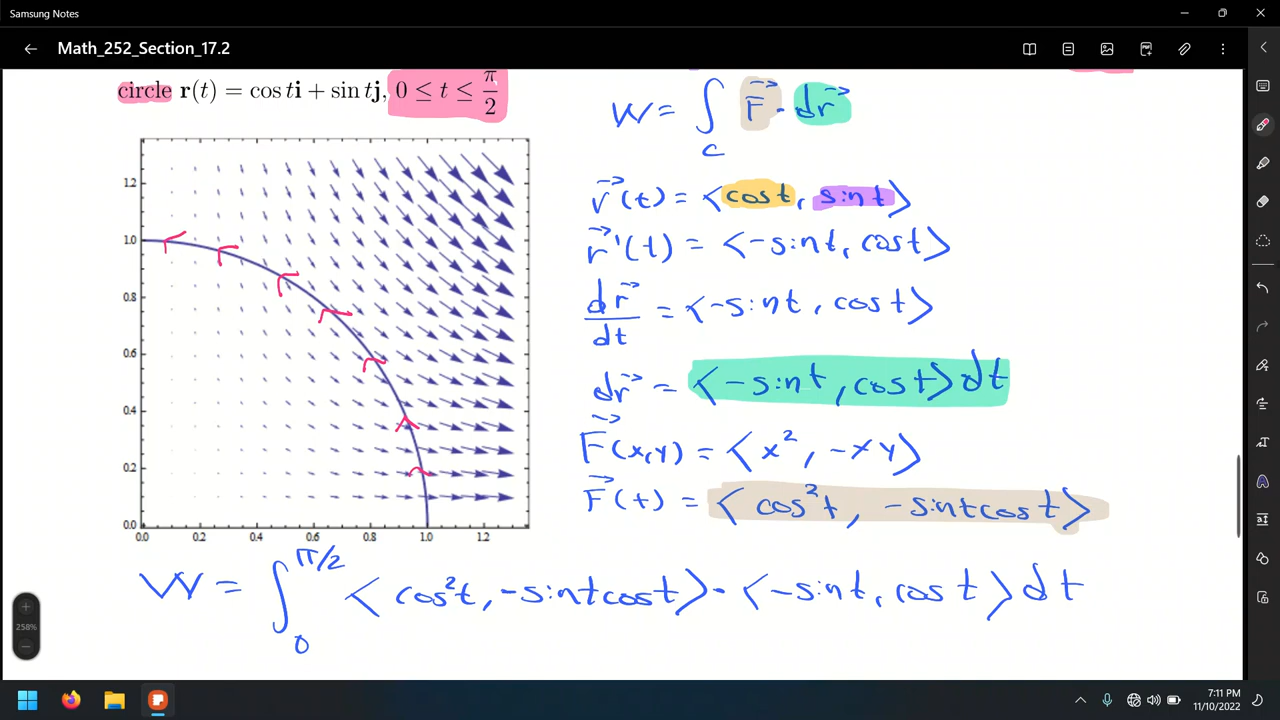 Samsung Notes
Math_252_Section_17.2
circle r(t) = cos ti + sin tj, 0 ≤ t ≤ π/2
W = ∫_C F⃗ · dr⃗
r⃗(t) = <cos t, sin t>
r⃗'(t) = <-sin t, cos t>
dr⃗/dt = <-sin t, cos t>
dr⃗ = <-sin t, cos t> dt
F⃗(x,y) = <x², -xy>
F⃗(t) = <cos²t, -sin t cos t>
1.2
1.0
0.8
0.6
0.4
0.2
0.0
0.0 0.2 0.4 0.6 0.8 1.0 1.2
W = ∫_0^{π/2} <cos²t, -sin t cos t> · <-sin t, cos t> dt
258%
7:11 PM
11/10/2022